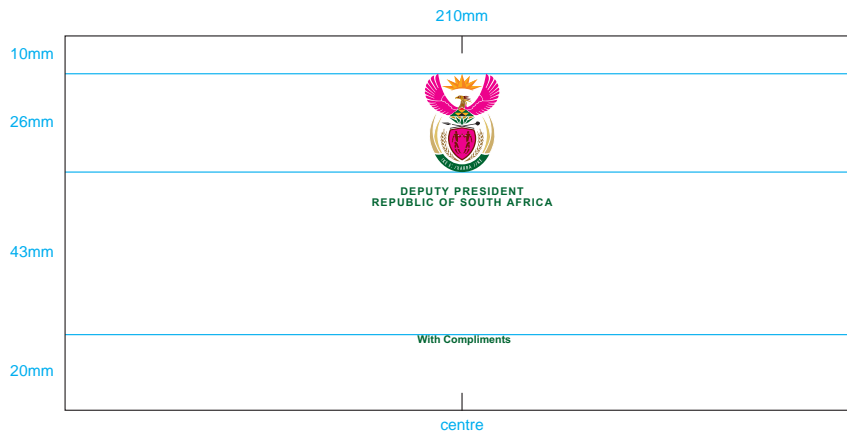 210mm
10mm
26mm
DEPUTY PRESIDENT
REPUBLIC OF SOUTH AFRICA
43mm
With Compliments
20mm
centre